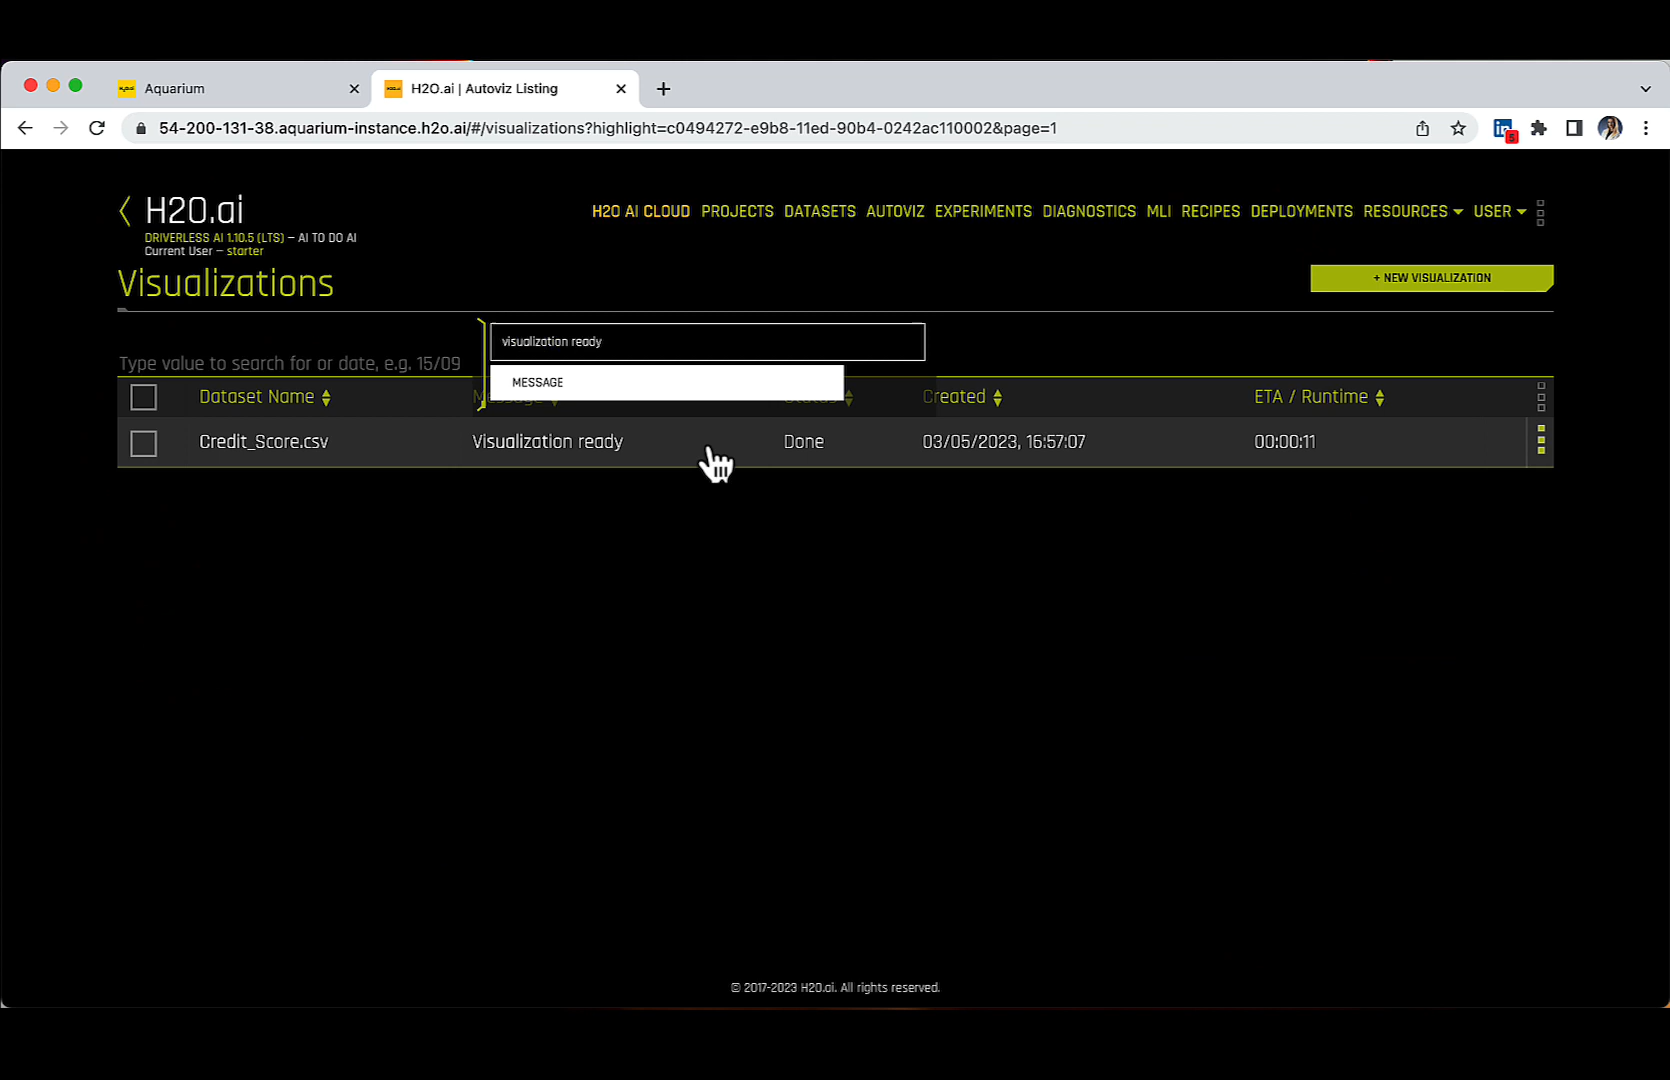 Aquarium
H2O.ai | Autoviz Listing
54-200-131-38.aquarium-instance.h2o.ai/#/visualizations?highlight=c0494272-e9b8-11ed-90b4-0242ac110002&page=1
H2O.ai
DRIVERLESS AI 1.10.5 (LTS) – AI TO DO AI
Current User – starter
H2O AI CLOUD PROJECTS DATASETS AUTOVIZ EXPERIMENTS DIAGNOSTICS MLI RECIPES DEPLOYMENTS RESOURCES USER
Visualizations
+ NEW VISUALIZATION
visualization ready
Type value to search for or date, e.g. 15/09
MESSAGE
Dataset Name Message Status Created ETA / Runtime
Credit_Score.csv Visualization ready Done 03/05/2023, 16:57:07 00:00:11
© 2017-2023 H2O.ai. All rights reserved.